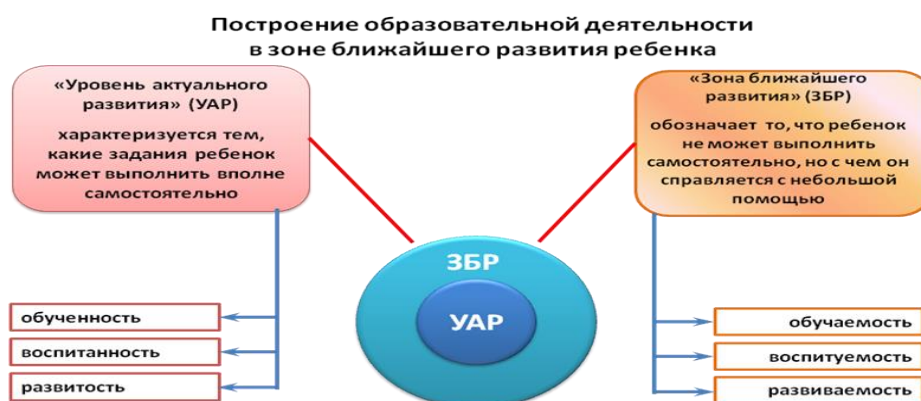 Построение образовательной деятельности
в зоне ближайшего развития ребенка
«Уровень актуального
развития» (УАР)
характеризуется тем,
какие задания ребенок
может выполнить вполне
самостоятельно
«Зона ближайшего
развития» (ЗБР)
обозначает то, что ребенок
не может выполнить
самостоятельно, но с чем он
справляется с небольшой
помощью
ЗБР
УАР
обученность
воспитанность
развитость
обучаемость
воспитуемость
развиваемость